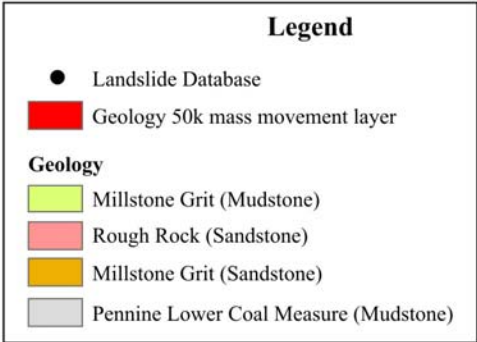 Legend
Landslide Database
Geology 50k mass movement layer
Geology
Millstone Grit (Mudstone)
Rough Rock (Sandstone)
Millstone Grit (Sandstone)
Pennine Lower Coal Measure (Mudstone)